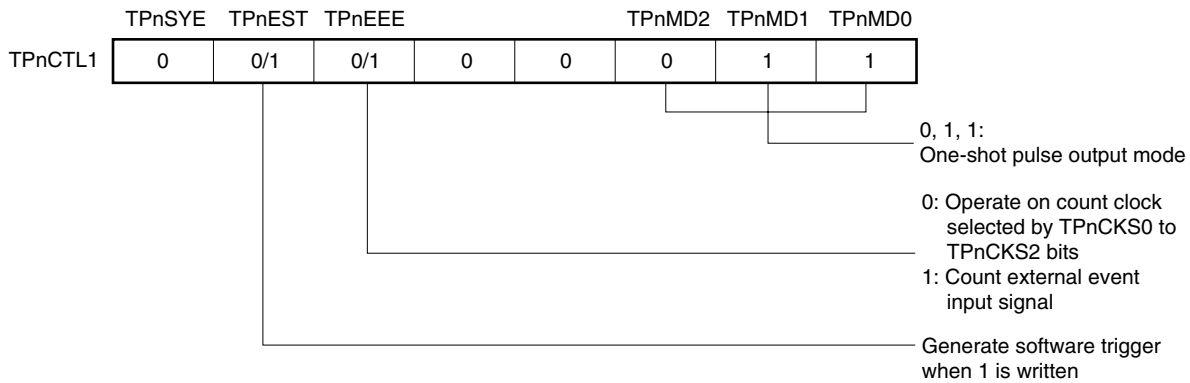 TPnSYE TPnEST TPnEEE TPnMD2 TPnMD1 TPnMD0
TPnCTL1 0 0/1 0/1 0 0 0 1 1
0, 1, 1:
One-shot pulse output mode
0: Operate on count clock
selected by TPnCKS0 to
TPnCKS2 bits
1: Count external event
input signal
Generate software trigger
when 1 is written